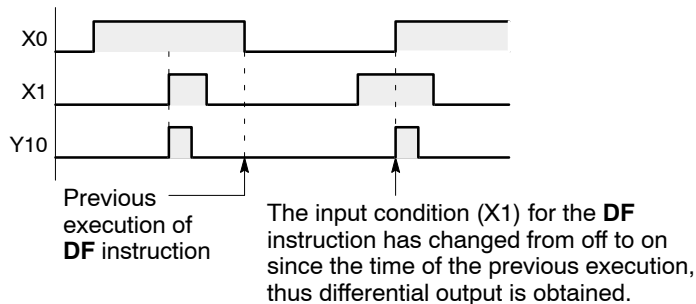 X0
X1
Y10
Previous
execution of
DF instruction
The input condition (X1) for the DF
instruction has changed from off to on
since the time of the previous execution,
thus differential output is obtained.